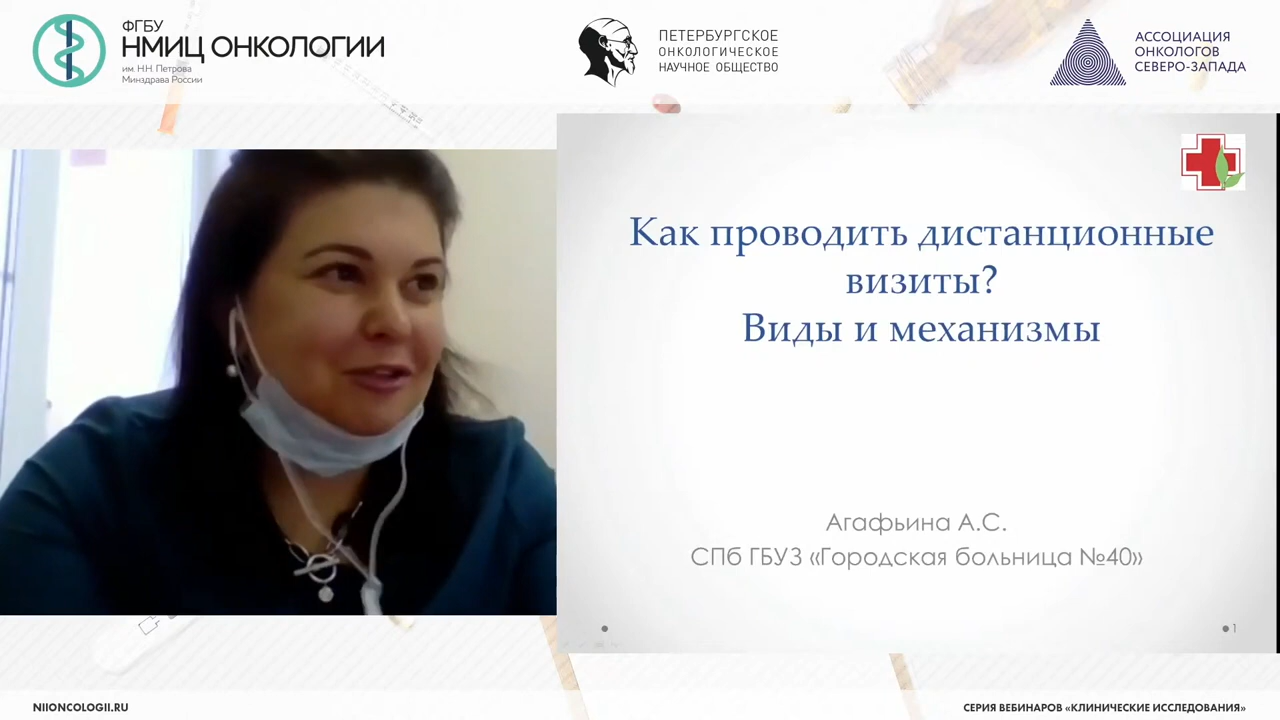 ФГБУ
НМИЦ ОНКОЛОГИИ
им. Н.Н. Петрова
Минздрава России
ПЕТЕРБУРГСКОЕ
ОНКОЛОГИЧЕСКОЕ
НАУЧНОЕ ОБЩЕСТВО
АССОЦИАЦИЯ
ОНКОЛОГОВ
СЕВЕРО-ЗАПАДА
Как проводить дистанционные
визиты?
Виды и механизмы
Агафьина А.С.
СПб ГБУЗ «Городская больница №40»
1
NIIONCOLOGII.RU
СЕРИЯ ВЕБИНАРОВ «КЛИНИЧЕСКИЕ ИССЛЕДОВАНИЯ»